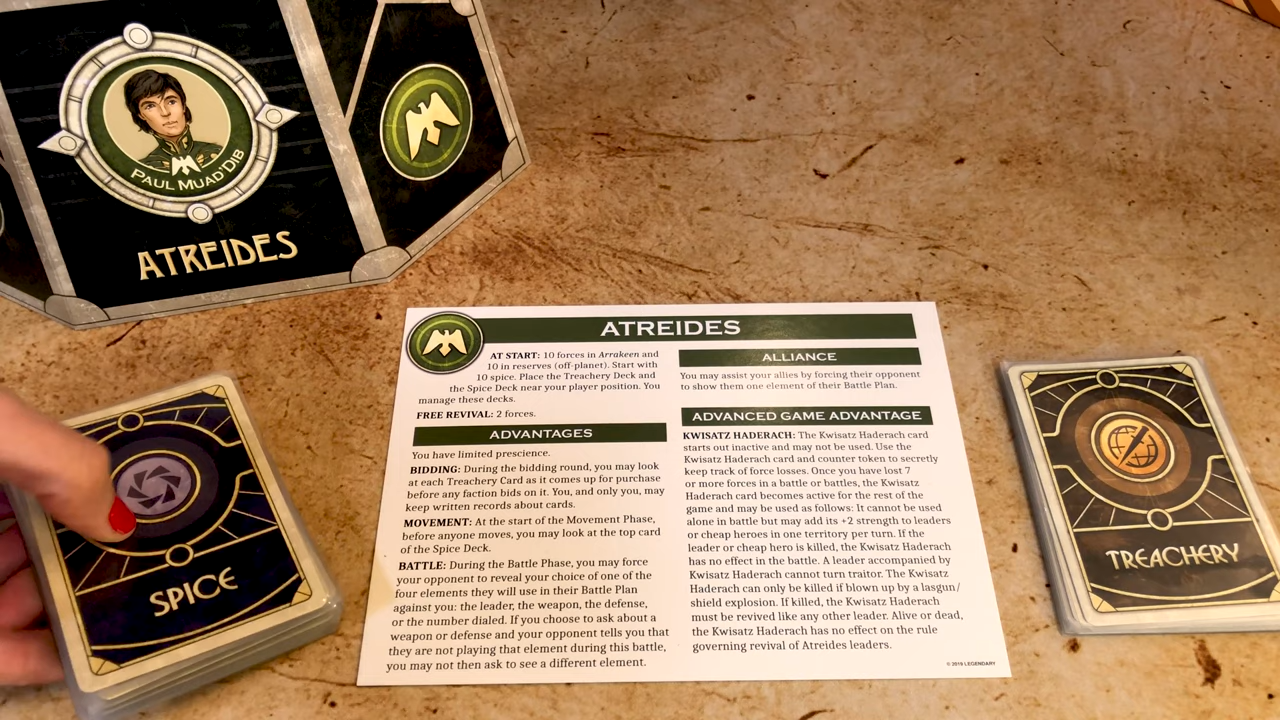 PAUL MUAD'DIB
ATREIDES
SPICE
ATREIDES
AT START: 10 forces in Arrakeen and
10 in reserves (off-planet). Start with
10 spice. Place the Treachery Deck and
the Spice Deck near your player position. You
manage these decks.
FREE REVIVAL: 2 forces.
ADVANTAGES
You have limited prescience.
BIDDING: During the bidding round, you may look
at each Treachery Card as it comes up for purchase
before any faction bids on it. You, and only you, may
keep written records about cards.
MOVEMENT: At the start of the Movement Phase,
before anyone moves, you may look at the top card
of the Spice Deck.
BATTLE: During the Battle Phase, you may force
your opponent to reveal your choice of one of the
four elements they will use in their Battle Plan
against you: the leader, the weapon, the defense,
or the number dialed. If you choose to ask about a
weapon or defense and your opponent tells you that
they are not playing that element during this battle,
you may not then ask to see a different element.
ALLIANCE
You may assist your allies by forcing their opponent
to show them one element of their Battle Plan.
ADVANCED GAME ADVANTAGE
KWISATZ HADERACH: The Kwisatz Haderach card
starts out inactive and may not be used. Use the
Kwisatz Haderach card and counter token to secretly
keep track of force losses. Once you have lost 7
or more forces in a battle or battles, the Kwisatz
Haderach card becomes active for the rest of the
game and may be used as follows: It cannot be used
alone in battle but may add its +2 strength to leaders
or cheap heroes in one territory per turn. If the
leader or cheap hero is killed, the Kwisatz Haderach
has no effect in the battle. A leader accompanied by
Kwisatz Haderach cannot turn traitor. The Kwisatz
Haderach can only be killed if blown up by a lasgun/
shield explosion. If killed, the Kwisatz Haderach
must be revived like any other leader. Alive or dead,
the Kwisatz Haderach has no effect on the rule
governing revival of Atreides leaders.
© 2019 LEGENDARY
TREACHERY